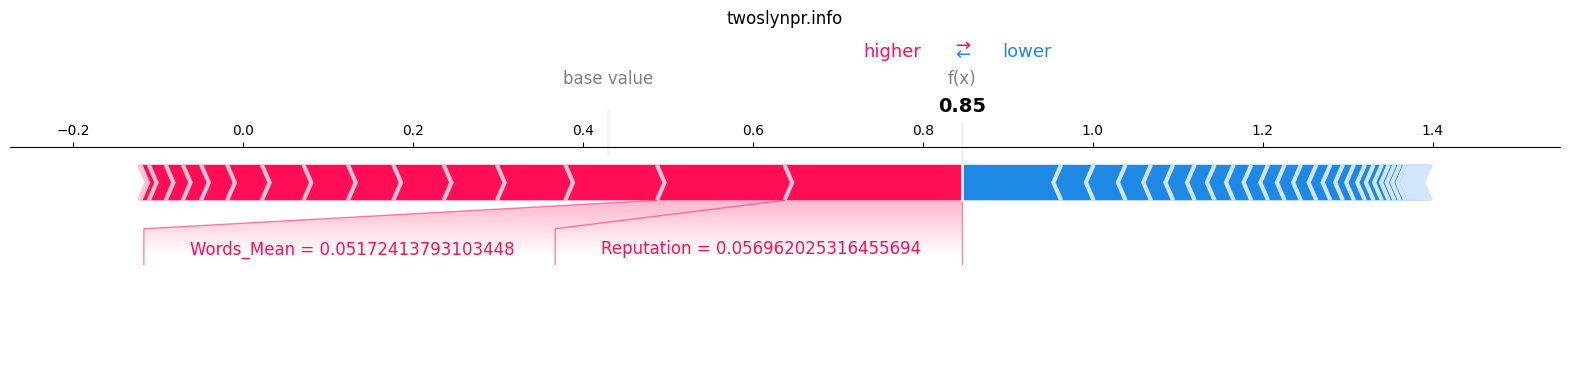 twoslynpr.info
higher → ← lower
base value f(x)
0.85
−0.2 0.0 0.2 0.4 0.6 0.8 1.0 1.2 1.4
Words_Mean = 0.05172413793103448 Reputation = 0.056962025316455694